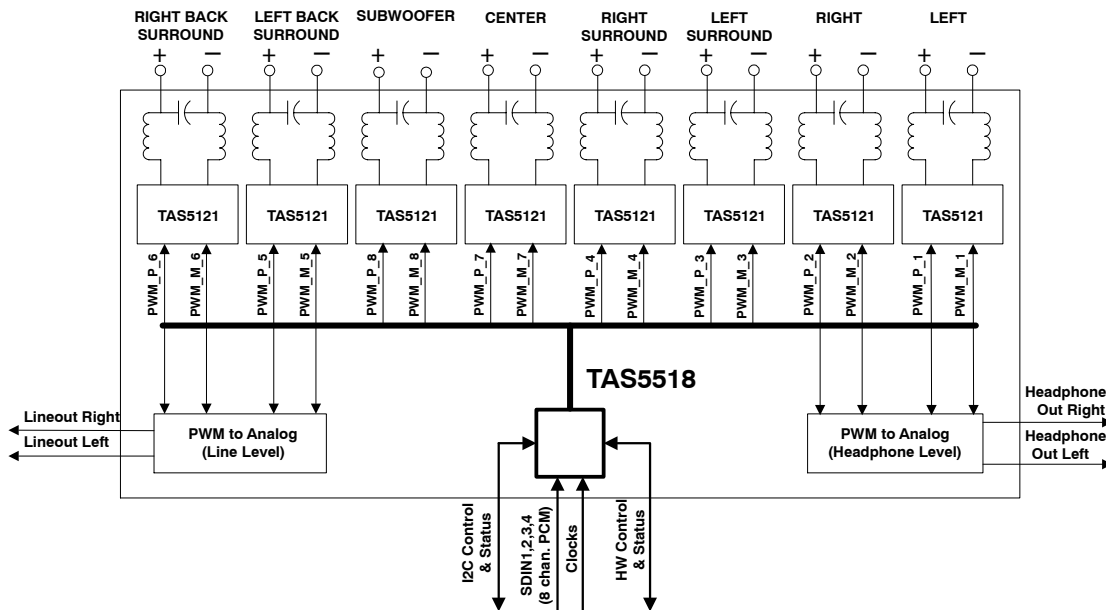 RIGHT BACK
SURROUND
LEFT BACK
SURROUND
SUBWOOFER
CENTER
RIGHT
SURROUND
LEFT
SURROUND
RIGHT
LEFT
+ −
+ −
+ −
+ −
+ −
+ −
+ −
+ −
TAS5121
TAS5121
TAS5121
TAS5121
TAS5121
TAS5121
TAS5121
TAS5121
PWM_P_6
PWM_M_6
PWM_P_5
PWM_M_5
PWM_P_8
PWM_M_8
PWM_P_7
PWM_M_7
PWM_P_4
PWM_M_4
PWM_P_3
PWM_M_3
PWM_P_2
PWM_M_2
PWM_P_1
PWM_M_1
TAS5518
Lineout Right
Lineout Left
PWM to Analog
(Line Level)
PWM to Analog
(Headphone Level)
Headphone
Out Right
Headphone
Out Left
I2C Control
& Status
SDIN1,2,3,4
(8 chan. PCM)
Clocks
HW Control
& Status